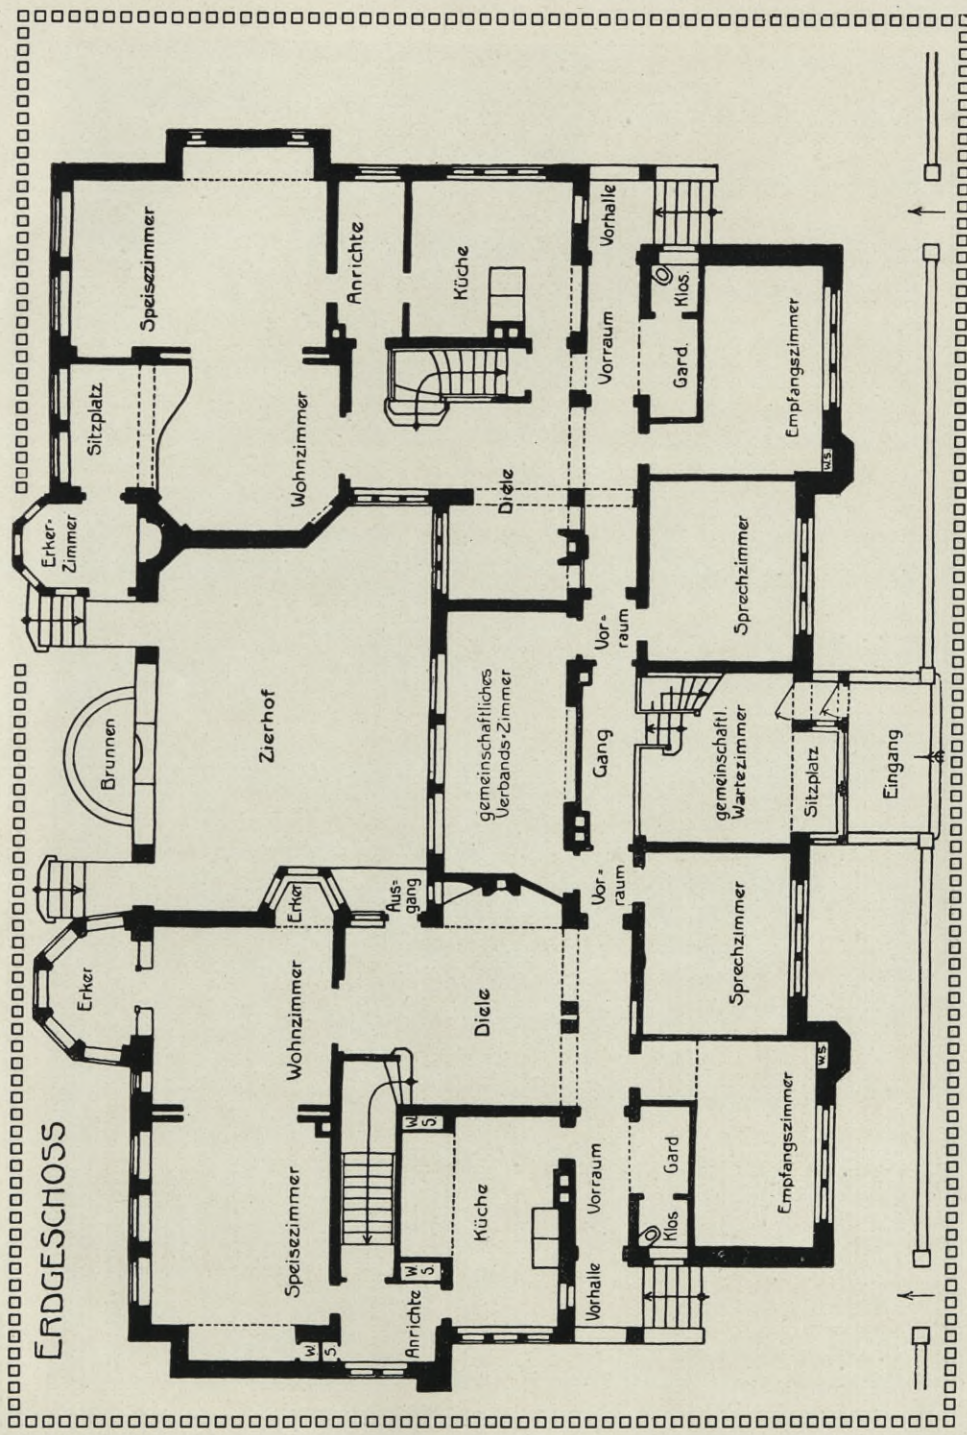 ERDGESCHOSS
Erker
Brunnen
Erker-
Zimmer
Sitzplatz
Speisezimmer
Wohnzimmer
Erker
Zierhof
Wohnzimmer
Speisezimmer
W.
S.
Anrichte
W.
S.
W.
S.
Aus=
gang
Anrichte
Küche
Diele
gemeinschaftliches
Verbands-Zimmer
Diele
Küche
Vorhalle
Vorraum
Vor=
raum
Gang
Vor=
raum
Vorraum
Vorhalle
Klos
Gard
Gard.
Klos.
Empfangszimmer
W.S.
Sprechzimmer
gemeinschaftl.
Wartezimmer
Sitzplatz
Sprechzimmer
Empfangszimmer
W.S.
Eingang